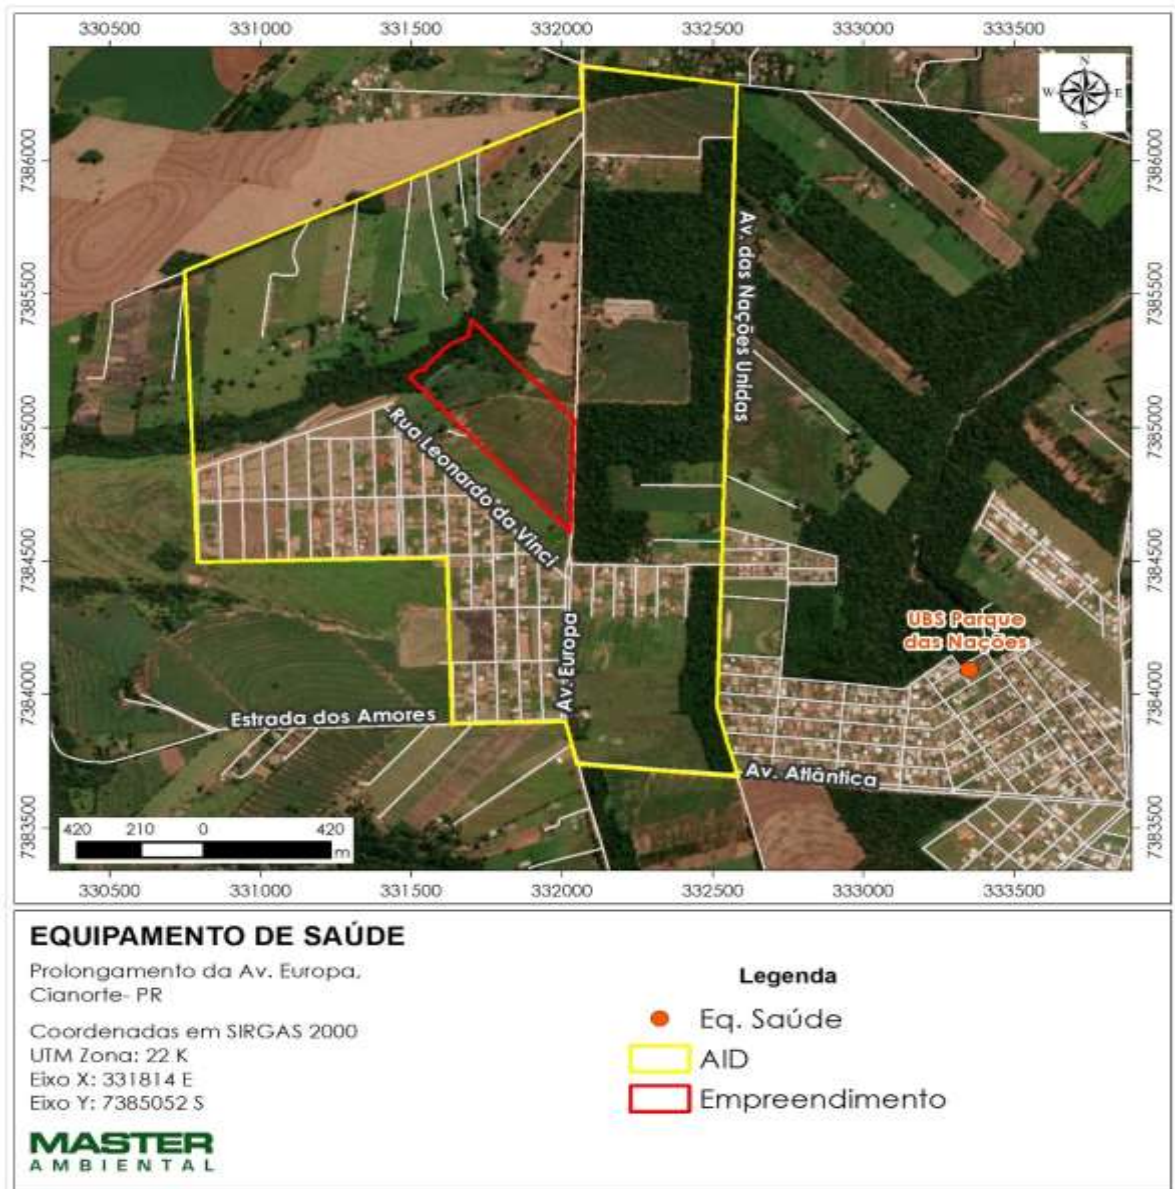 330500 331000 331500 332000 332500 333000 333500
N
W E
S
7386000 7386000
7385500 7385500
7385000 7385000
7384500 7384500
7384000 7384000
7383500 7383500
Av. das Nações Unidas
Rua Leonardo da Vinci
UBS Parque
das Nações
Av. Europa
Estrada dos Amores
Av. Atlântica
420 210 0 420
m
330500 331000 331500 332000 332500 333000 333500
EQUIPAMENTO DE SAÚDE
Prolongamento da Av. Europa,
Cianorte- PR
Coordenadas em SIRGAS 2000
UTM Zona: 22 K
Eixo X: 331814 E
Eixo Y: 7385052 S
MASTER
AMBIENTAL
Legenda
Eq. Saúde
AID
Empreendimento